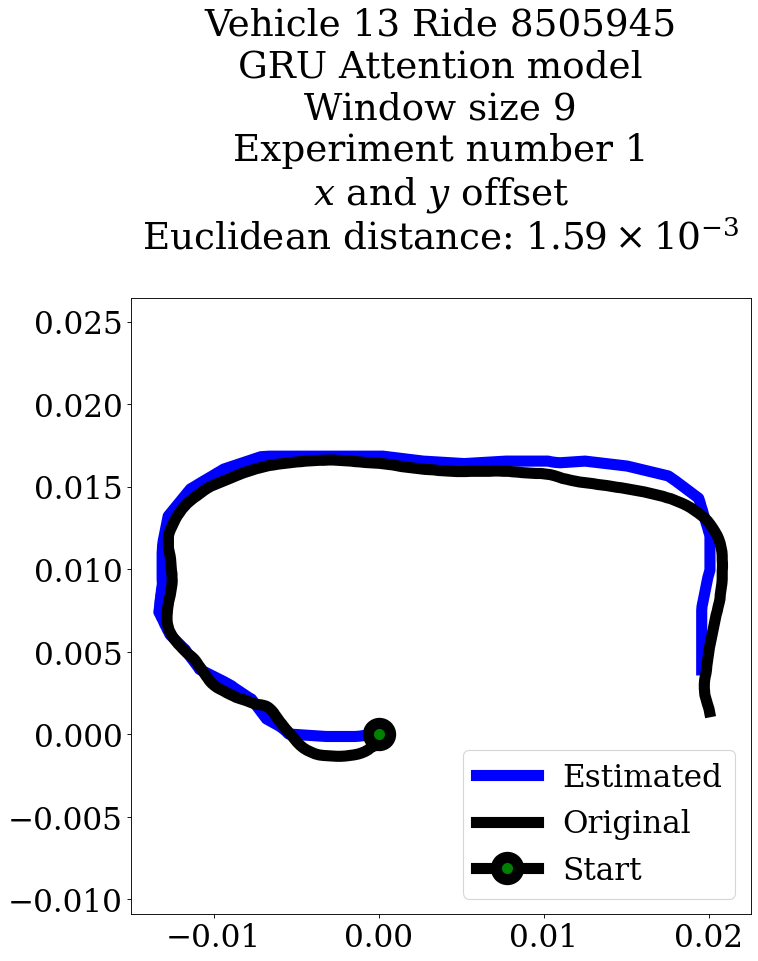 Vehicle 13 Ride 8505945
GRU Attention model
Window size 9
Experiment number 1
x and y offset
Euclidean distance: 1.59 × 10⁻³
0.025
0.020
0.015
0.010
0.005
0.000
−0.005
−0.010
Estimated
Original
Start
−0.01 0.00 0.01 0.02